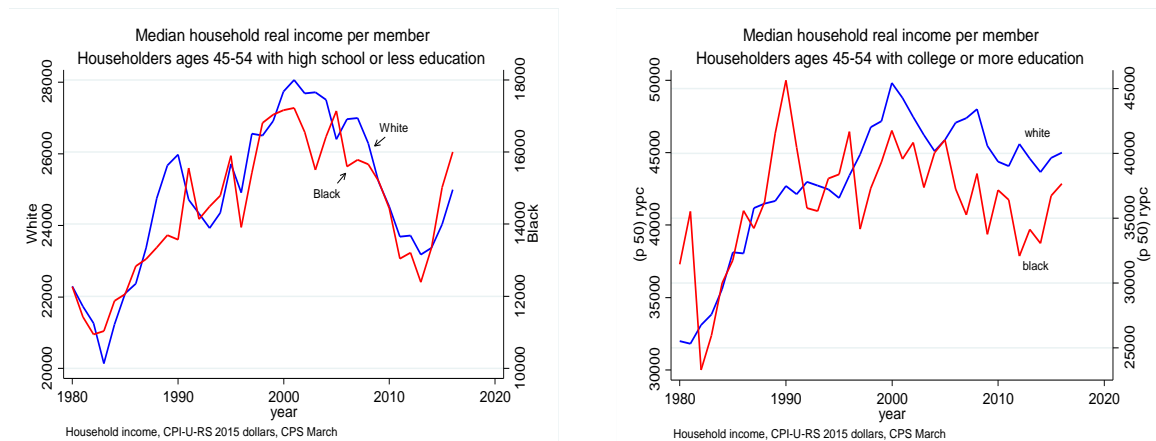 Median household real income per member
Householders ages 45-54 with high school or less education
White
28000
26000
24000
22000
20000
White
Black
18000
16000
14000
12000
10000
Black
1980
1990
2000
2010
2020
year
Household income, CPI-U-RS 2015 dollars, CPS March
Median household real income per member
Householders ages 45-54 with college or more education
(p 50) rypc
50000
45000
40000
35000
30000
white
black
45000
40000
35000
30000
25000
(p 50) rypc
1980
1990
2000
2010
2020
year
Household income, CPI-U-RS 2015 dollars, CPS March